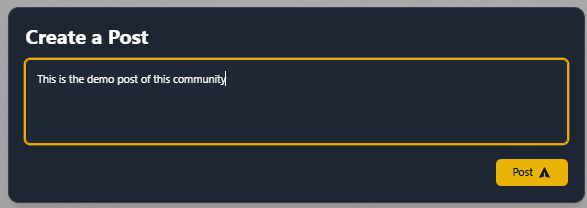 Create a Post
This is the demo post of this community
Post